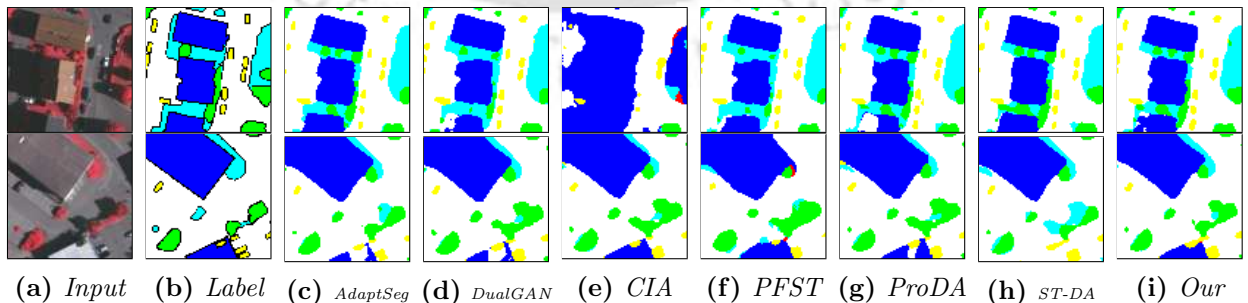 (a) Input (b) Label (c) AdaptSeg (d) DualGAN (e) CIA (f) PFST (g) ProDA (h) ST-DA (i) Our